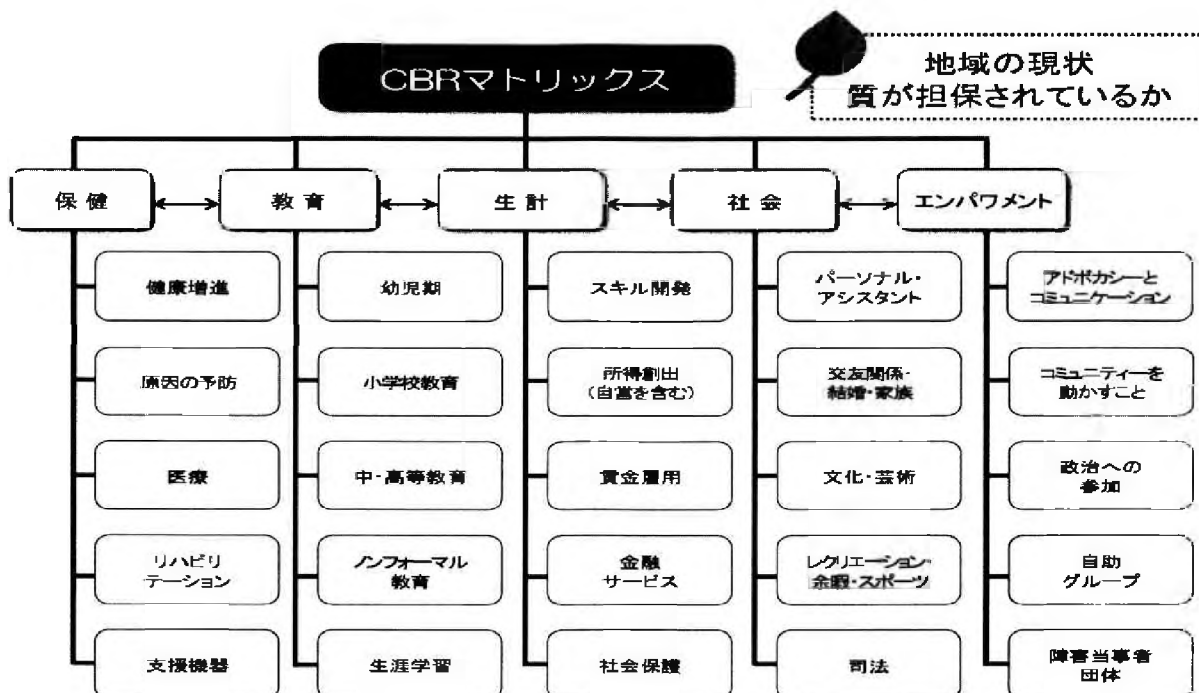 CBRマトリックス
地域の現状
質が担保されているか
保健
教育
生計
社会
エンパワメント
健康増進
幼児期
スキル開発
パーソナル・
アシスタント
アドボカシーと
コミュニケーション
原因の予防
小学校教育
所得創出
(自営を含む)
交友関係・
結婚・家族
コミュニティーを
動かすこと
医療
中・高等教育
賃金雇用
文化・芸術
政治への
参加
リハビリ
テーション
ノンフォーマル
教育
金融
サービス
レクリエーション・
余暇・スポーツ
自助
グループ
支援機器
生涯学習
社会保護
司法
障害当事者
団体